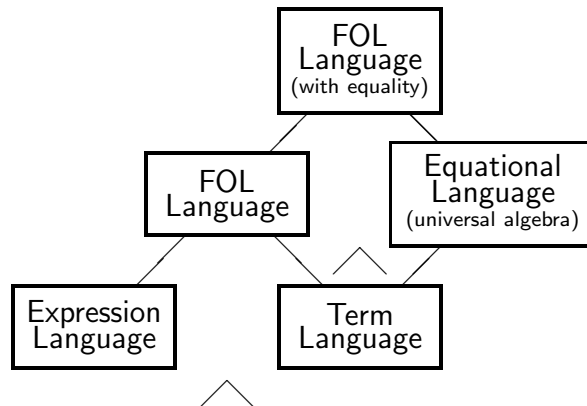 FOL
Language
(with equality)
FOL
Language
Equational
Language
(universal algebra)
Expression
Language
Term
Language